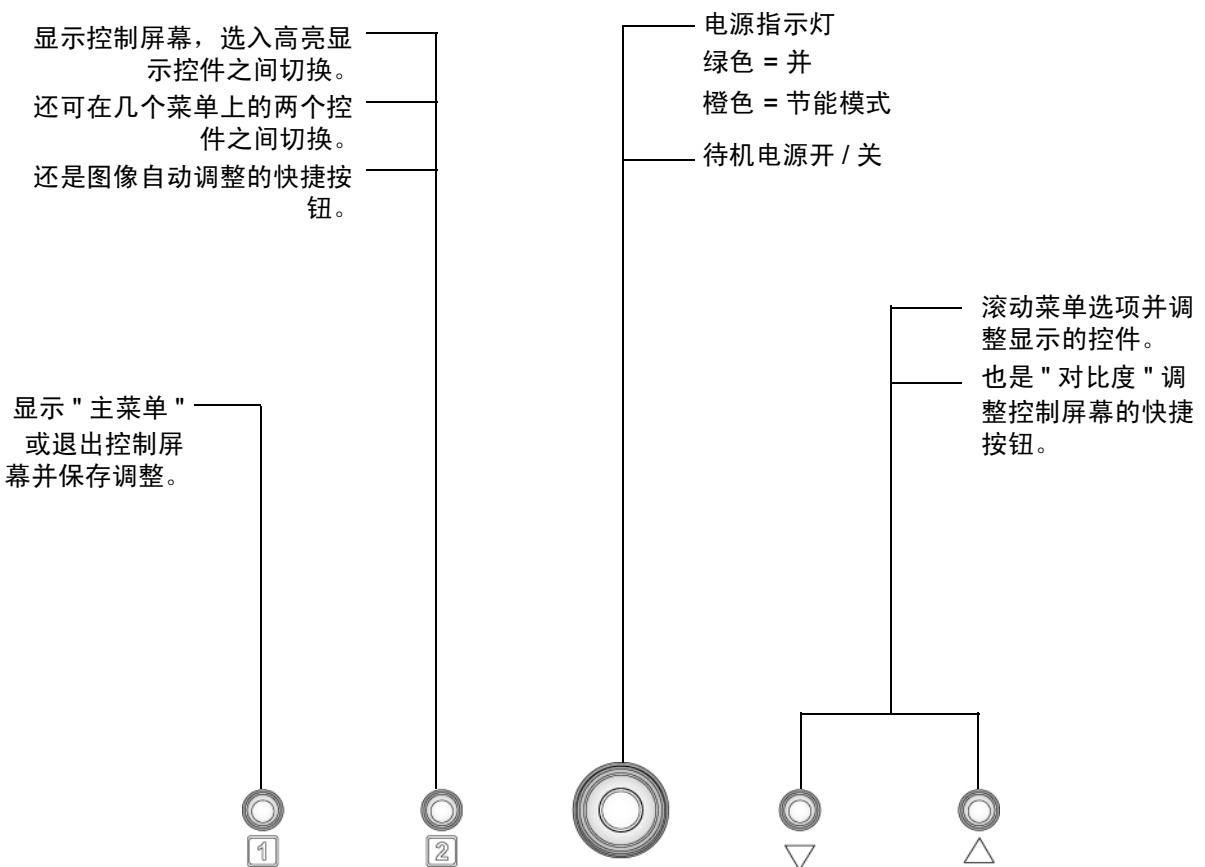 显示控制屏幕，选入高亮显
示控件之间切换。
还可在几个菜单上的两个控
件之间切换。
还是图像自动调整的快捷按
钮。
电源指示灯
绿色 = 并
橙色 = 节能模式
待机电源开 / 关
滚动菜单选项并调
整显示的控件。
也是 " 对比度 " 调
整控制屏幕的快捷
按钮。
显示 " 主菜单 "
或退出控制屏
幕并保存调整。
1
2